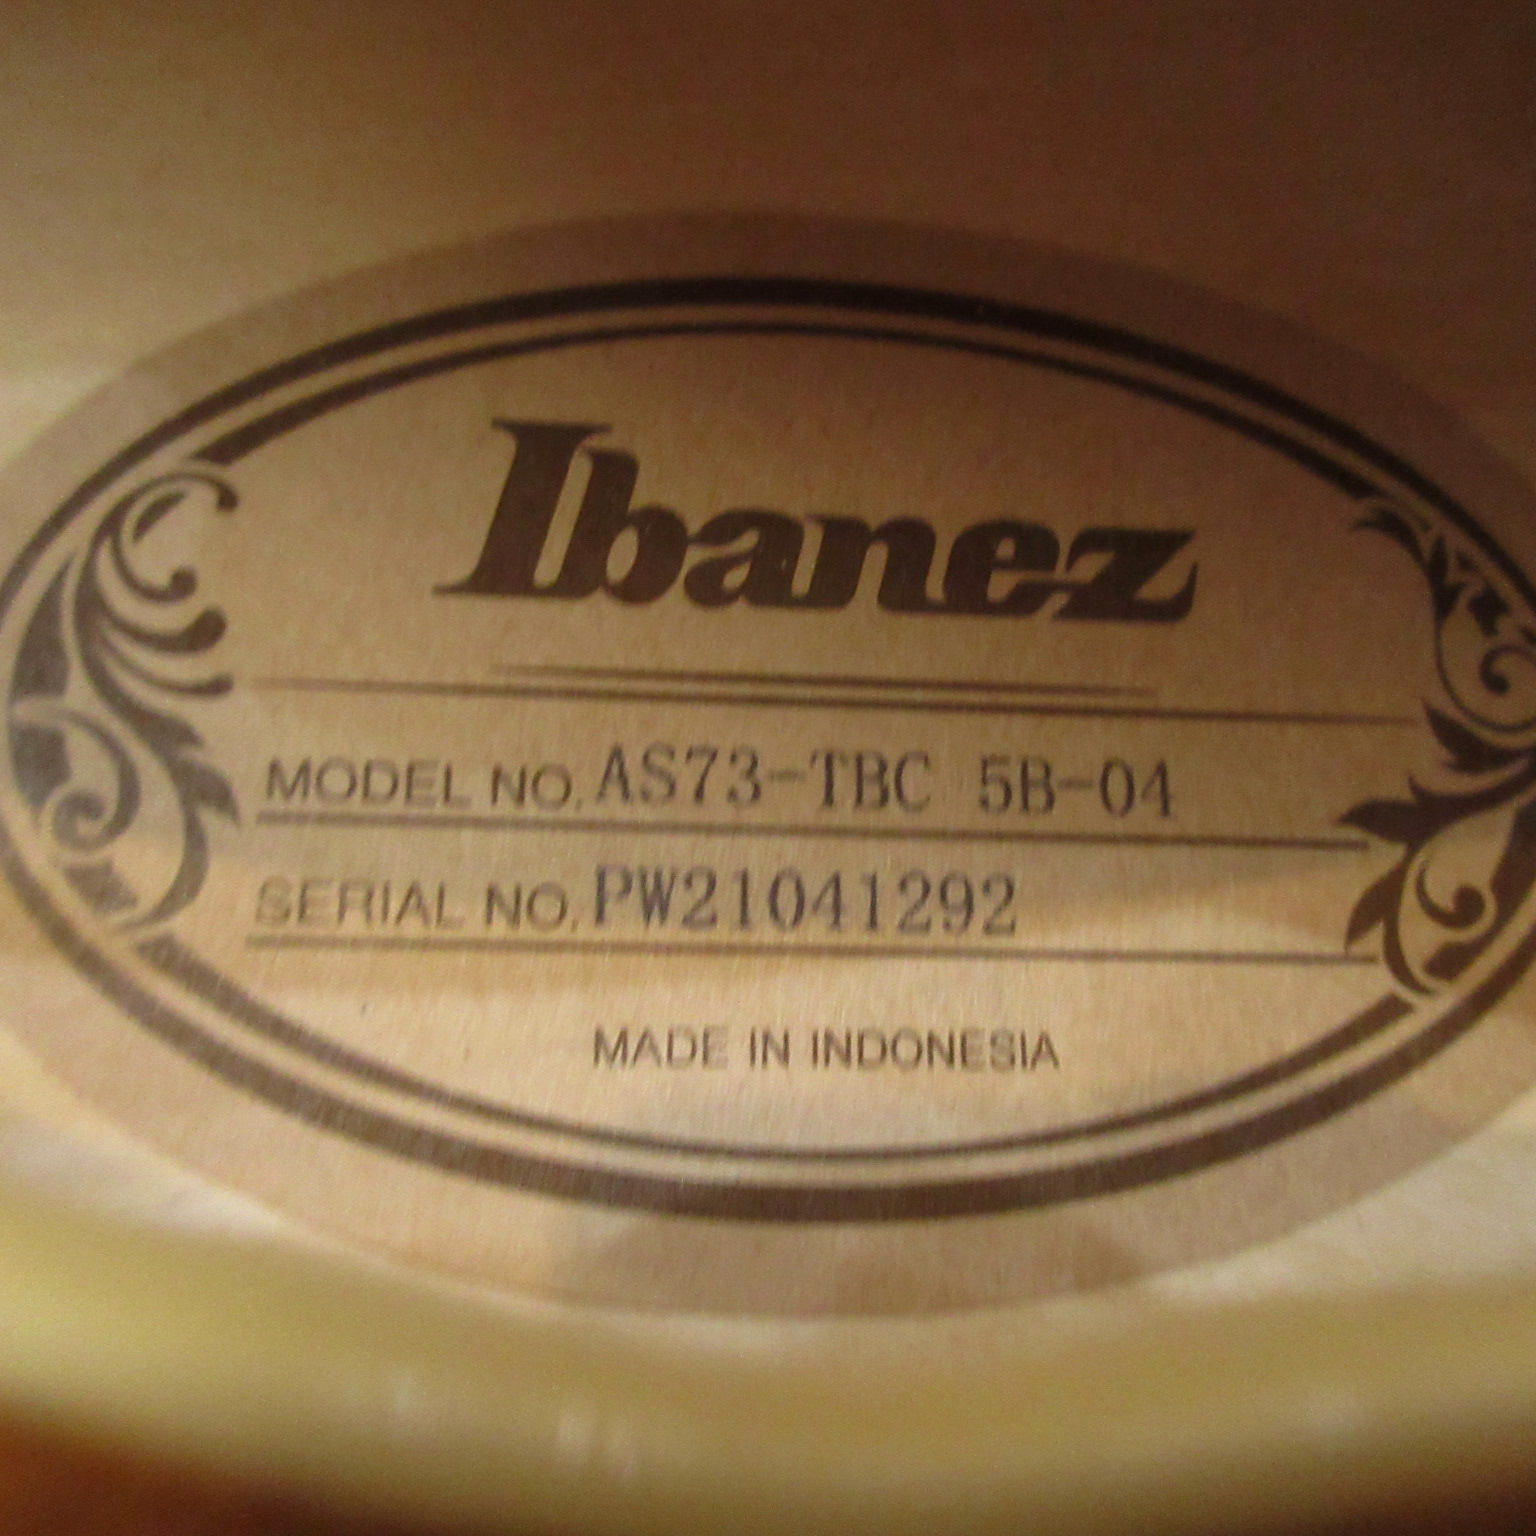 Ibanez
MODEL NO. AS73-TBC 5B-04
SERIAL NO. PW21041292
MADE IN INDONESIA